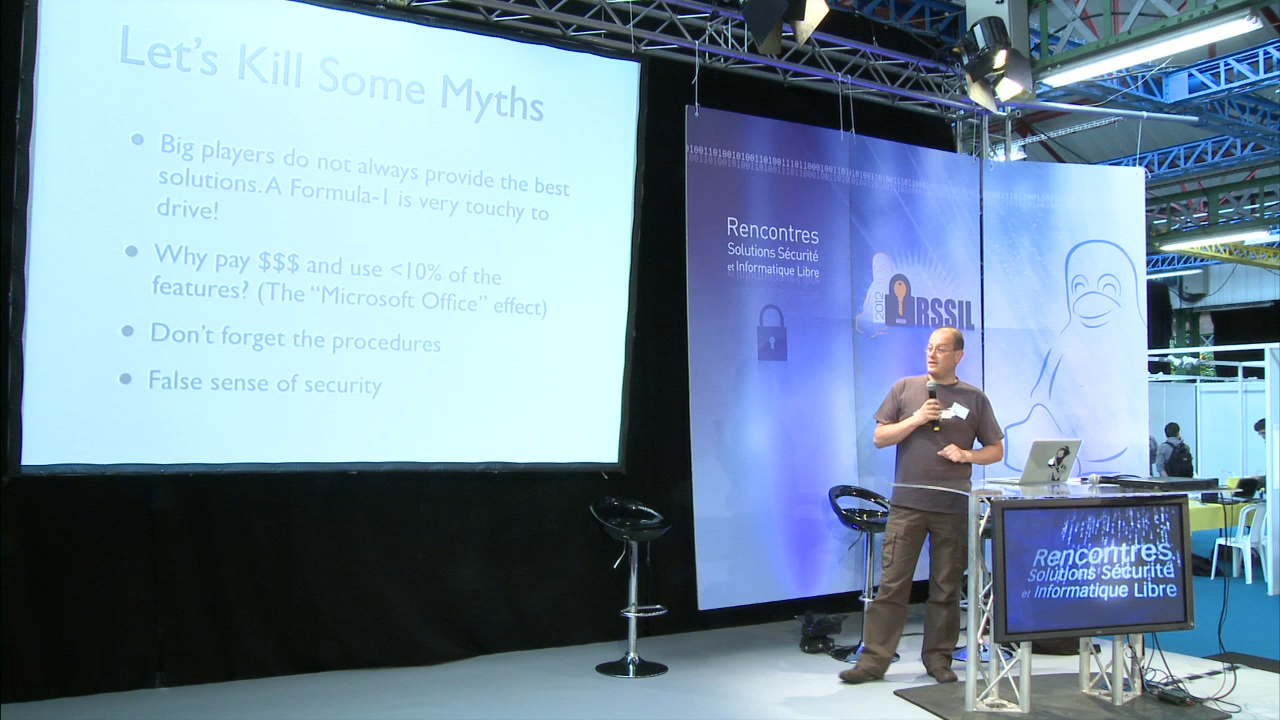 Let's Kill Some Myths
• Big players do not always provide the best
solutions. A Formula-1 is very touchy to
drive!
• Why pay $$$ and use <10% of the
features? (The "Microsoft Office" effect)
• Don't forget the procedures
• False sense of security
Rencontres
Solutions Sécurité
et Informatique Libre
2012
RSSIL
Rencontres
Solutions Sécurité
et Informatique Libre